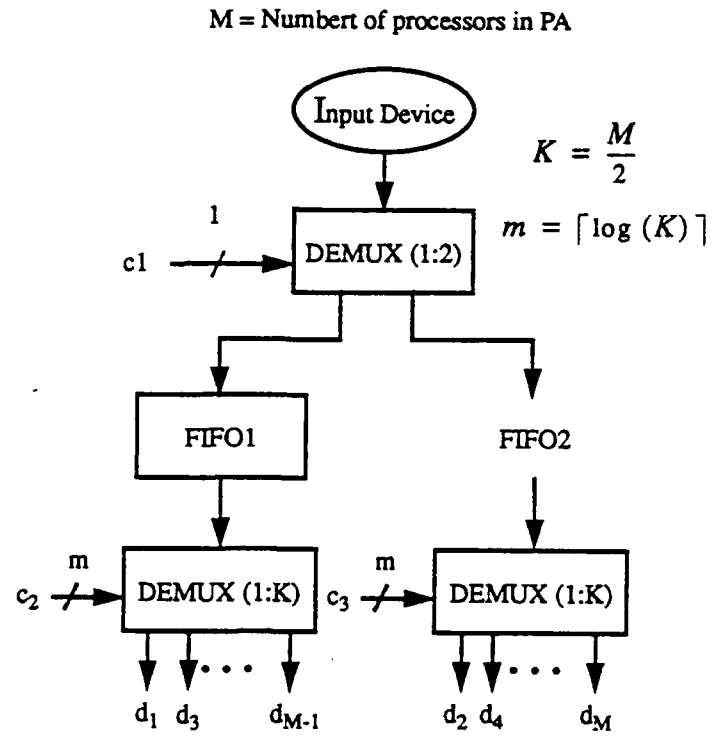 M = Numbert of processors in PA
Input Device
K = M/2
m = ⌈log (K)⌉
1
c1
DEMUX (1:2)
FIFO1
FIFO2
m
c₂
DEMUX (1:K)
m
c₃
DEMUX (1:K)
d₁ d₃ ... d_{M-1}
d₂ d₄ ... d_M